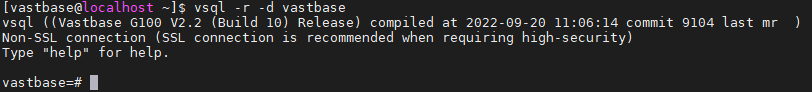 [vastbase@localhost ~]$ vsql -r -d vastbase
vsql ((Vastbase G100 V2.2 (Build 10) Release) compiled at 2022-09-20 11:06:14 commit 9104 last mr  )
Non-SSL connection (SSL connection is recommended when requiring high-security)
Type "help" for help.
vastbase=#